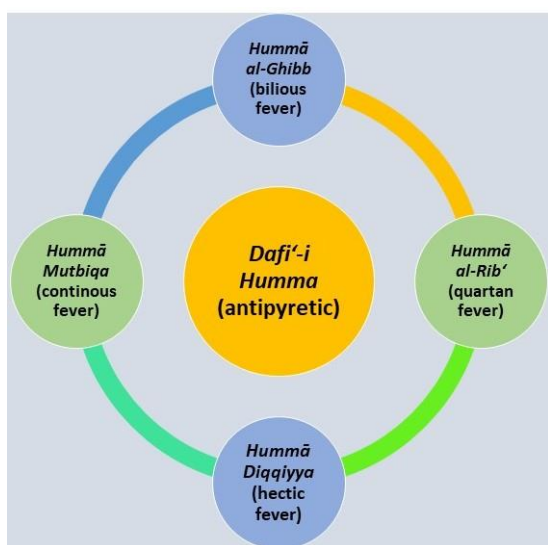 Hummā
al-Ghibb
(bilious
fever)
Hummā
Mutbiqa
(continous
fever)
Dafi‘-i
Humma
(antipyretic)
Hummā
al-Rib‘
(quartan
fever)
Hummā
Diqqiyya
(hectic
fever)